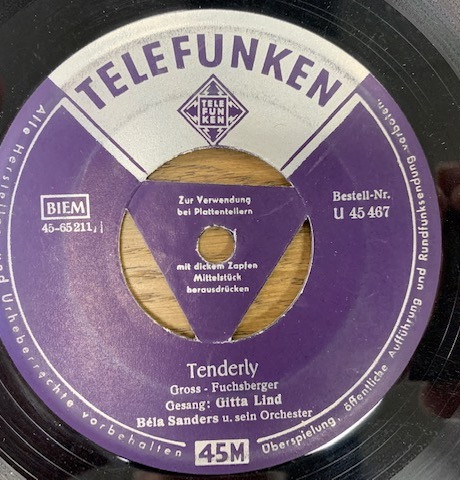 TELEFUNKEN
TELE
FUN
KEN
Zur Verwendung
bei Plattentellern
mit dickem Zapfen
Mittelstück
herausdrücken
BIEM
45-65211
Bestell-Nr.
U 45 467
Tenderly
Gross - Fuchsberger
Gesang: Gitta Lind
Béla Sanders u. sein Orchester
45M
Alle Hersteller- und Urheberrechte vorbehalten
Überspielung, öffentliche Aufführung und Rundfunksendung verboten.